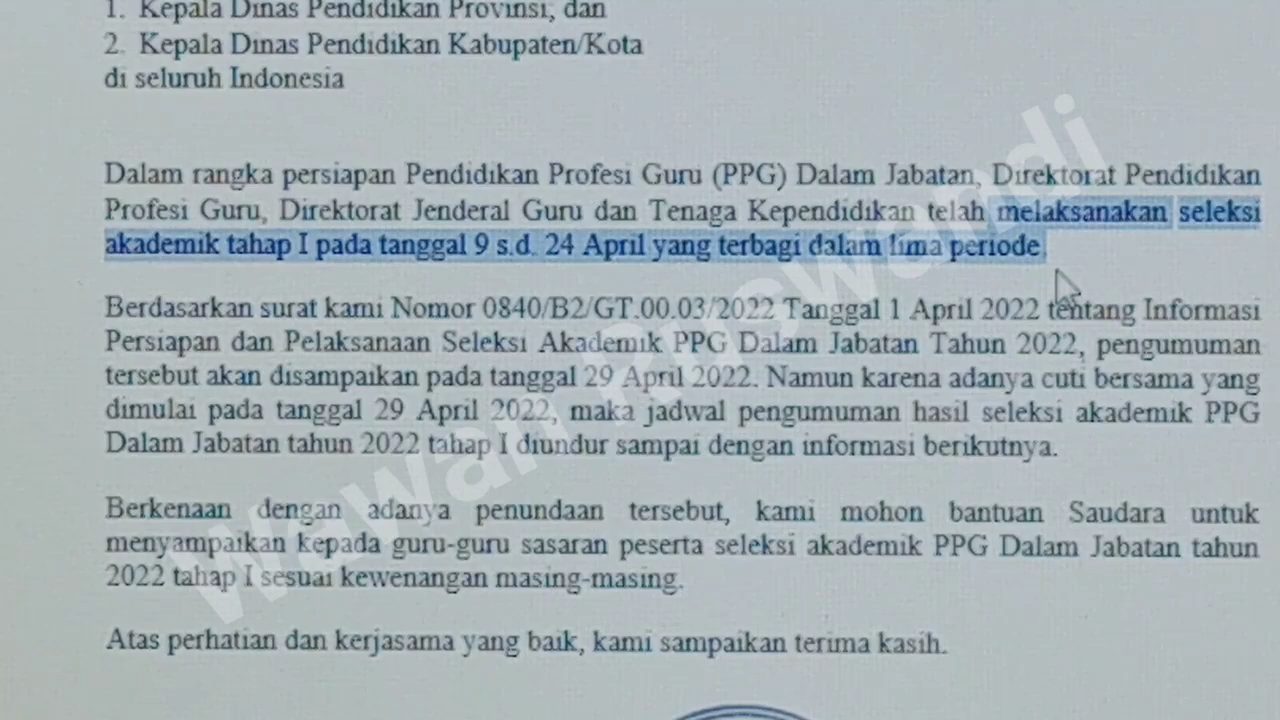 1. Kepala Dinas Pendidikan Provinsi; dan
2. Kepala Dinas Pendidikan Kabupaten/Kota
di seluruh Indonesia
Dalam rangka persiapan Pendidikan Profesi Guru (PPG) Dalam Jabatan, Direktorat Pendidikan
Profesi Guru, Direktorat Jenderal Guru dan Tenaga Kependidikan telah melaksanakan seleksi
akademik tahap I pada tanggal 9 s.d. 24 April yang terbagi dalam lima periode.
Berdasarkan surat kami Nomor 0840/B2/GT.00.03/2022 Tanggal 1 April 2022 tentang Informasi
Persiapan dan Pelaksanaan Seleksi Akademik PPG Dalam Jabatan Tahun 2022, pengumuman
tersebut akan disampaikan pada tanggal 29 April 2022. Namun karena adanya cuti bersama yang
dimulai pada tanggal 29 April 2022, maka jadwal pengumuman hasil seleksi akademik PPG
Dalam Jabatan tahun 2022 tahap I diundur sampai dengan informasi berikutnya.
Berkenaan dengan adanya penundaan tersebut, kami mohon bantuan Saudara untuk
menyampaikan kepada guru-guru sasaran peserta seleksi akademik PPG Dalam Jabatan tahun
2022 tahap I sesuai kewenangan masing-masing.
Atas perhatian dan kerjasama yang baik, kami sampaikan terima kasih.
Wawan Ruswandi